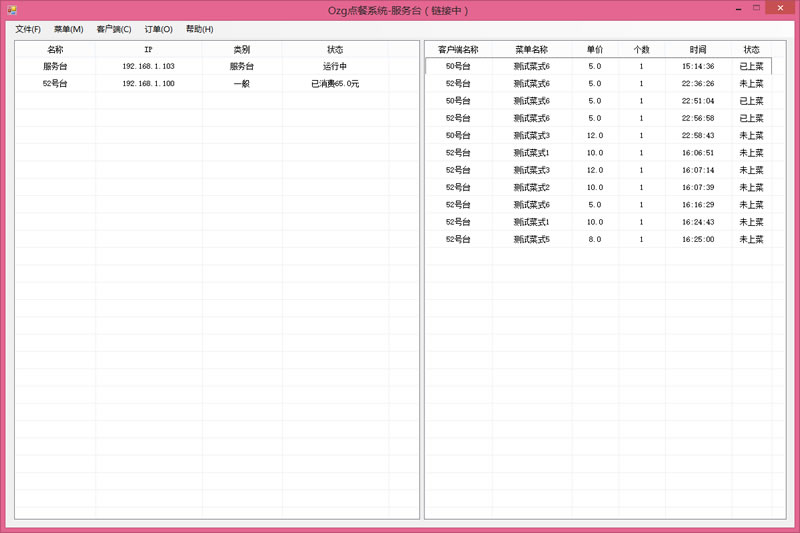 Ozg点餐系统-服务台 ( 链接中 )
文件(F) 菜单(M) 客户端(C) 订单(O) 帮助(H)
名称 IP 类别 状态
服务台 192.168.1.103 服务台 运行中
52号台 192.168.1.100 一般 已消费65.0元
客户端名称 菜单名称 单价 个数 时间 状态
50号台 测试菜式6 5.0 1 15:14:36 已上菜
52号台 测试菜式6 5.0 1 22:36:26 未上菜
50号台 测试菜式6 5.0 1 22:51:04 已上菜
52号台 测试菜式6 5.0 1 22:56:58 已上菜
50号台 测试菜式3 12.0 1 22:58:43 未上菜
52号台 测试菜式1 10.0 1 16:06:51 未上菜
52号台 测试菜式3 12.0 1 16:07:14 未上菜
52号台 测试菜式2 10.0 1 16:07:39 未上菜
52号台 测试菜式6 5.0 1 16:16:29 未上菜
52号台 测试菜式1 10.0 1 16:24:43 未上菜
52号台 测试菜式5 8.0 1 16:25:00 未上菜